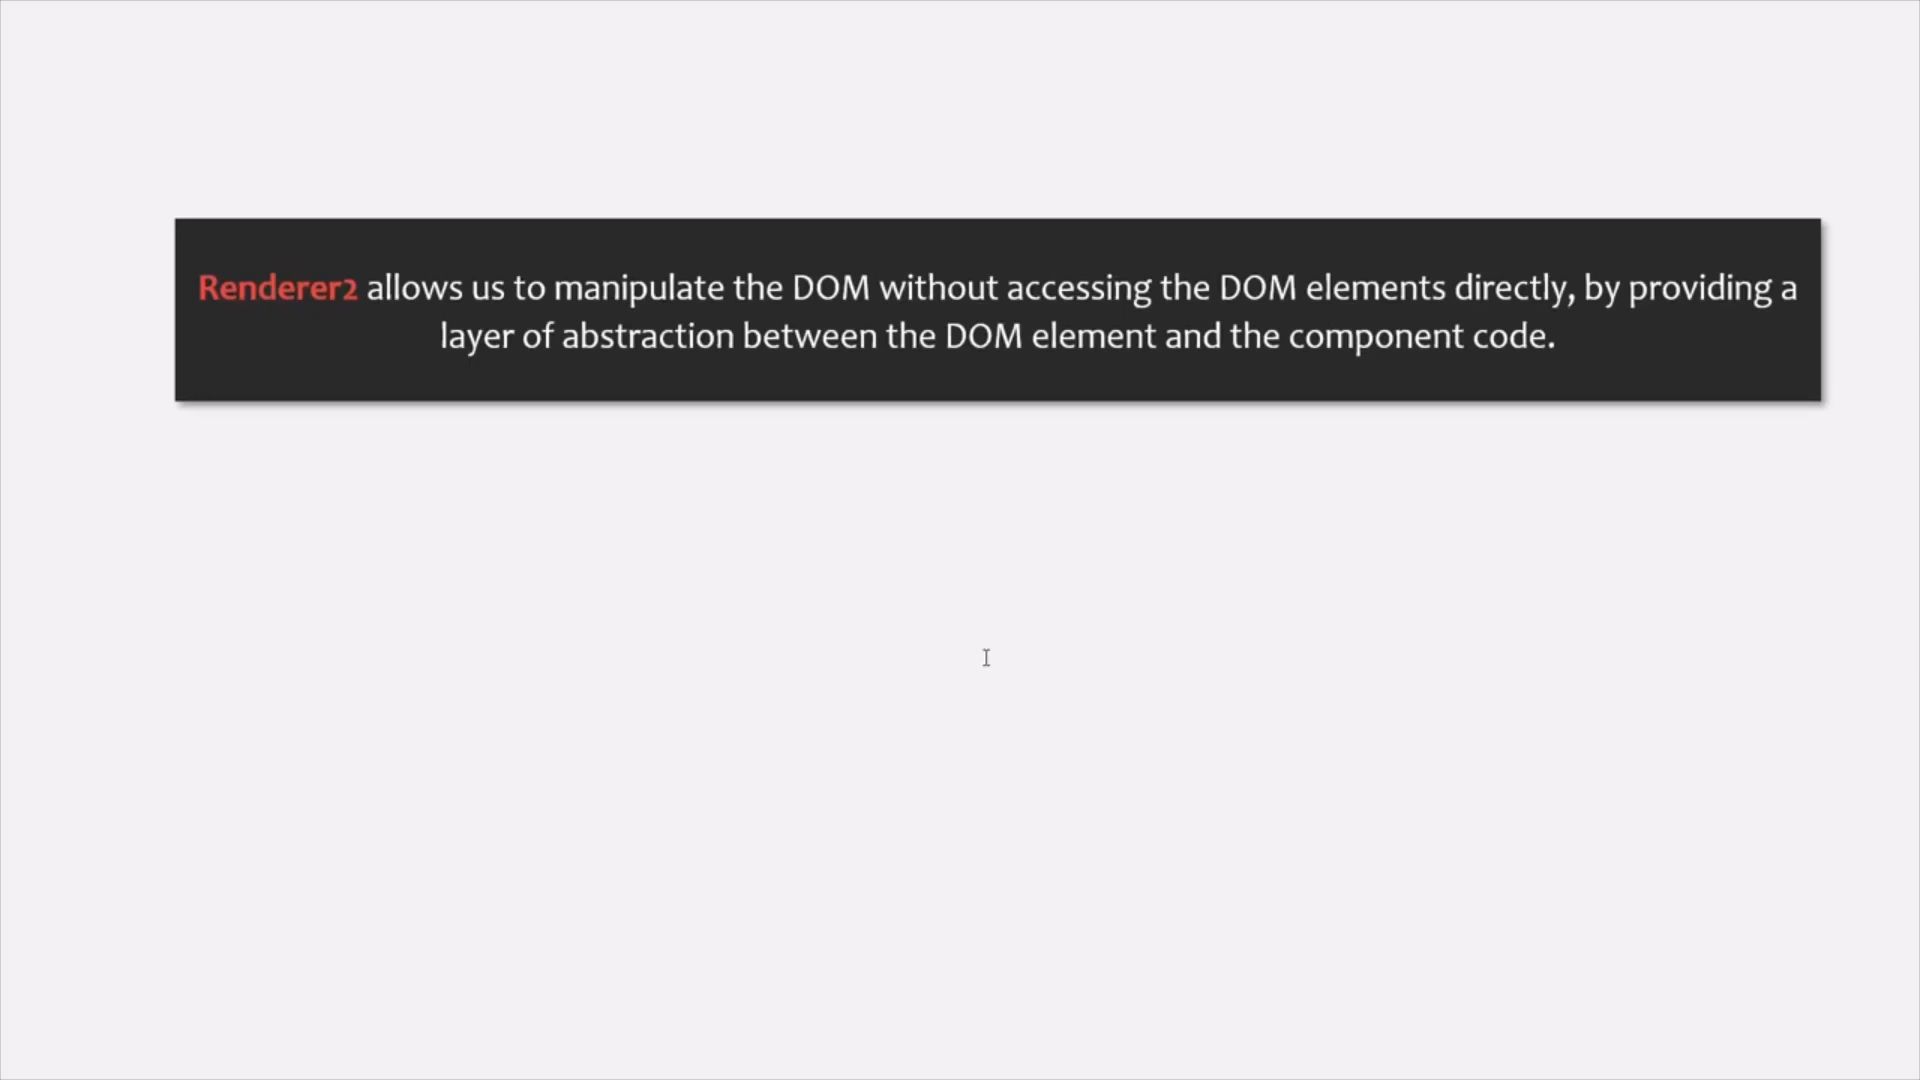 Renderer2 allows us to manipulate the DOM without accessing the DOM elements directly, by providing a
layer of abstraction between the DOM element and the component code.